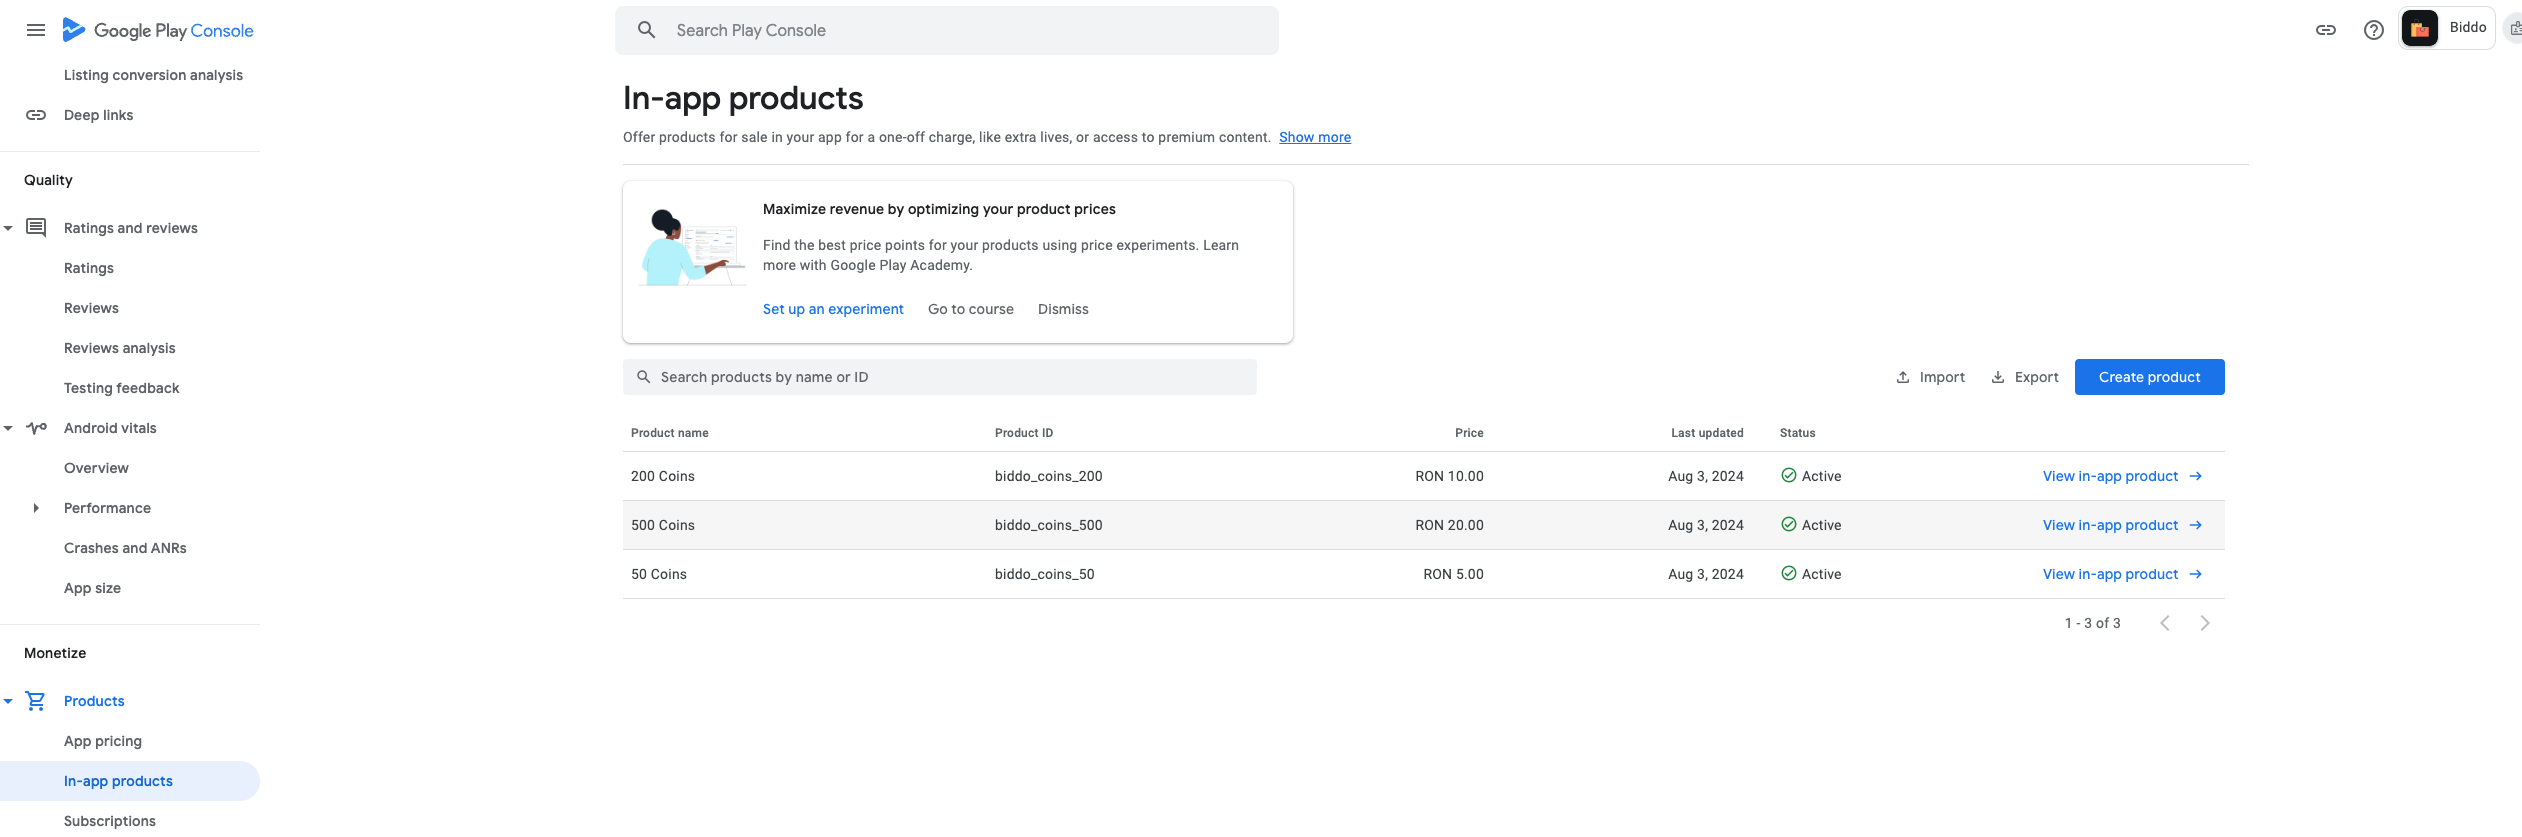 Google Play Console
Search Play Console
Biddo
Listing conversion analysis
Deep links
Quality
Ratings and reviews
Ratings
Reviews
Reviews analysis
Testing feedback
Android vitals
Overview
Performance
Crashes and ANRs
App size
Monetize
Products
App pricing
In-app products
Subscriptions
In-app products
Offer products for sale in your app for a one-off charge, like extra lives, or access to premium content. Show more
Maximize revenue by optimizing your product prices
Find the best price points for your products using price experiments. Learn
more with Google Play Academy.
Set up an experiment Go to course Dismiss
Search products by name or ID
Import Export Create product
Product name Product ID Price Last updated Status
200 Coins biddo_coins_200 RON 10.00 Aug 3, 2024 Active View in-app product
500 Coins biddo_coins_500 RON 20.00 Aug 3, 2024 Active View in-app product
50 Coins biddo_coins_50 RON 5.00 Aug 3, 2024 Active View in-app product
1 - 3 of 3